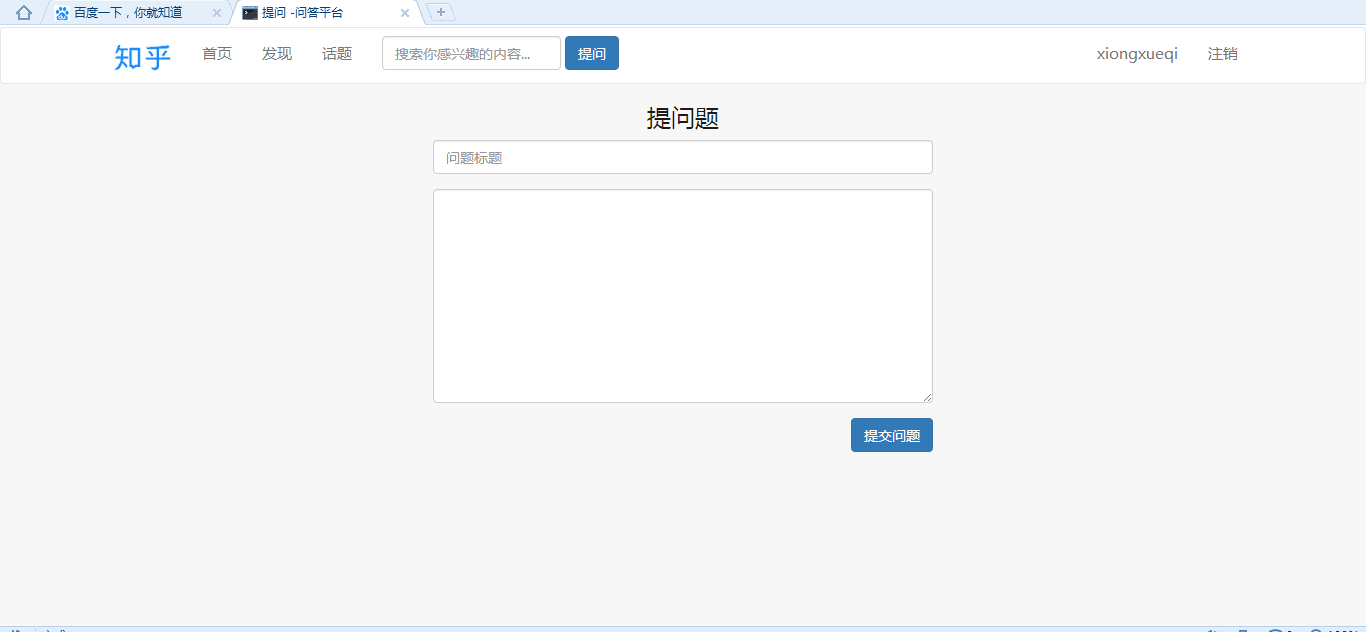 百度一下，你就知道
提问 -问答平台
知乎 首页 发现 话题 搜索你感兴趣的内容... 提问 xiongxueqi 注销
提问题
问题标题
提交问题